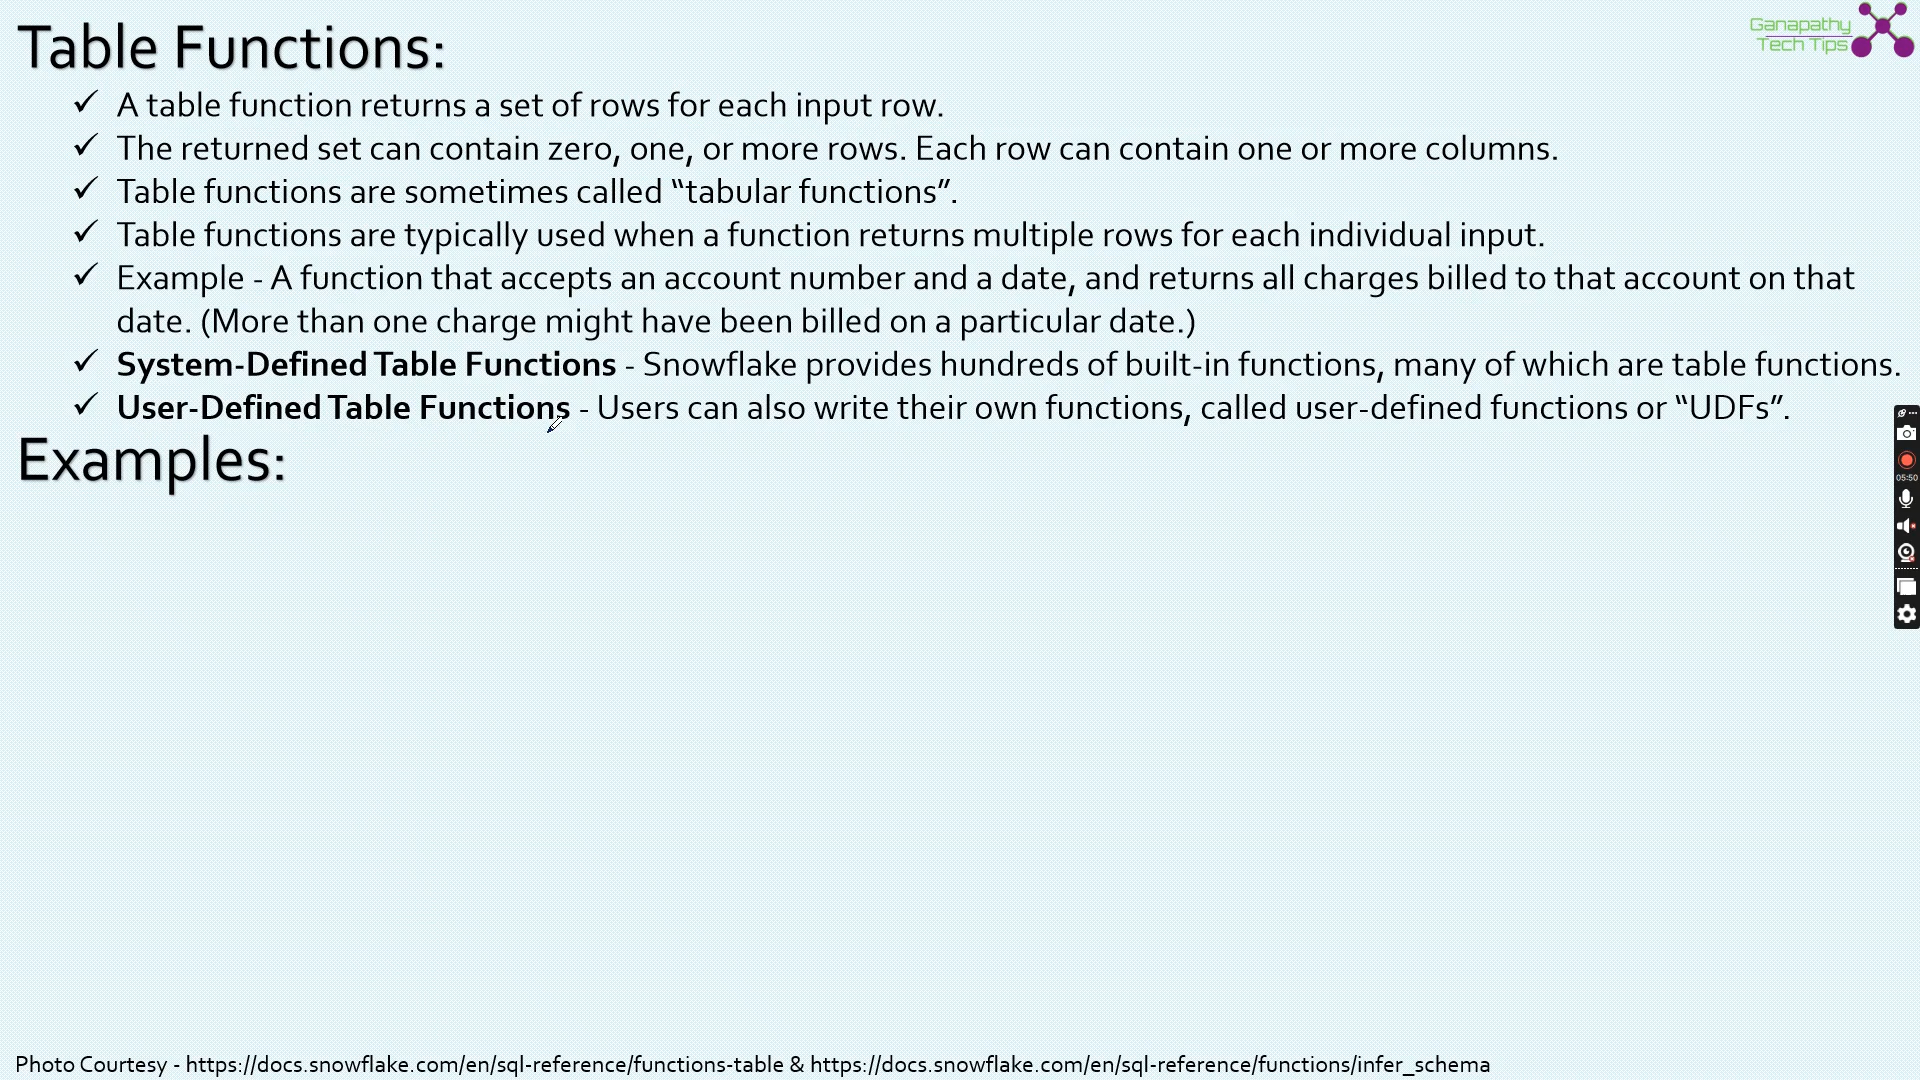 Table Functions:
Ganapathy
Tech Tips
✓ A table function returns a set of rows for each input row.
✓ The returned set can contain zero, one, or more rows. Each row can contain one or more columns.
✓ Table functions are sometimes called “tabular functions”.
✓ Table functions are typically used when a function returns multiple rows for each individual input.
✓ Example - A function that accepts an account number and a date, and returns all charges billed to that account on that
date. (More than one charge might have been billed on a particular date.)
✓ System-Defined Table Functions - Snowflake provides hundreds of built-in functions, many of which are table functions.
✓ User-Defined Table Functions - Users can also write their own functions, called user-defined functions or “UDFs”.
Examples:
05:50
Photo Courtesy - https://docs.snowflake.com/en/sql-reference/functions-table & https://docs.snowflake.com/en/sql-reference/functions/infer_schema